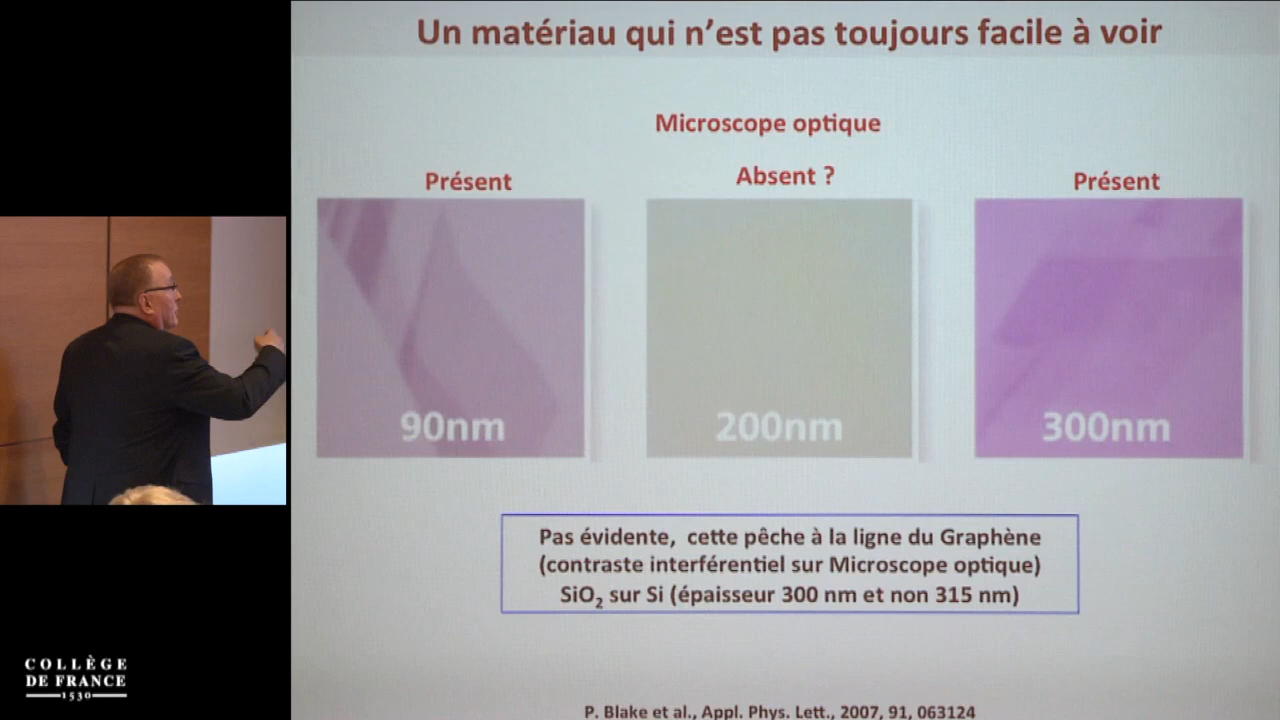 Un matériau qui n’est pas toujours facile à voir
Microscope optique
Présent
Absent ?
Présent
90nm
200nm
300nm
Pas évidente, cette pêche à la ligne du Graphène
(contraste interférentiel sur Microscope optique)
SiO2 sur Si (épaisseur 300 nm et non 315 nm)
P. Blake et al., Appl. Phys. Lett., 2007, 91, 063124
COLLÈGE
DE FRANCE
1530